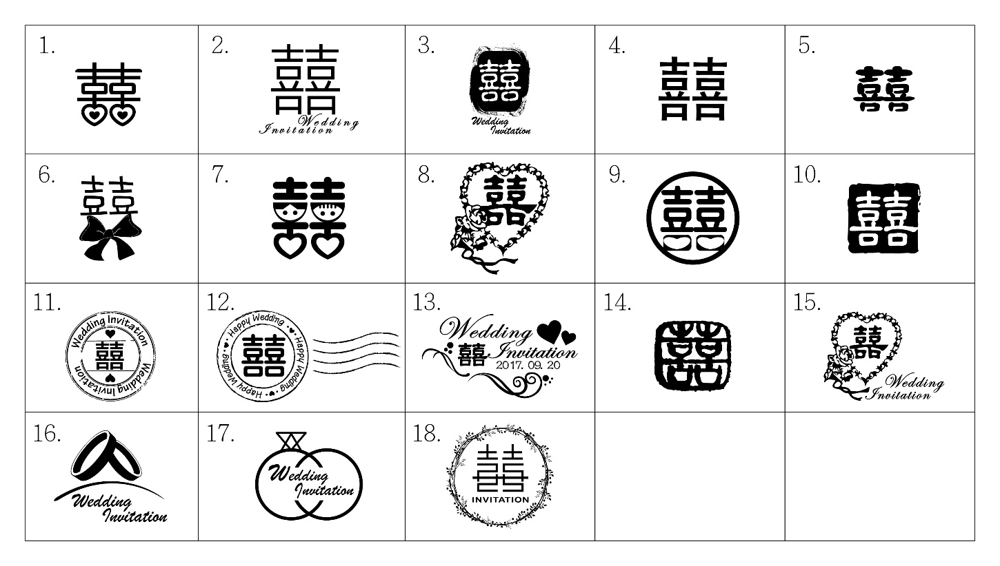 1.
囍
2.
囍
Wedding
Invitation
3.
囍
Wedding
Invitation
4.
囍
5.
囍
6.
囍
7.
囍
8.
囍
9.
囍
10.
囍
11.
Wedding Invitation
囍
Wedding Invitation
12.
Happy Wedding
Happy Wedding
Happy Wedding
Happy Wedding
囍
13.
Wedding
囍 Invitation
2017. 09. 20
14.
囍
15.
囍
Wedding
Invitation
16.
Wedding
Invitation
17.
Wedding
Invitation
18.
囍
INVITATION